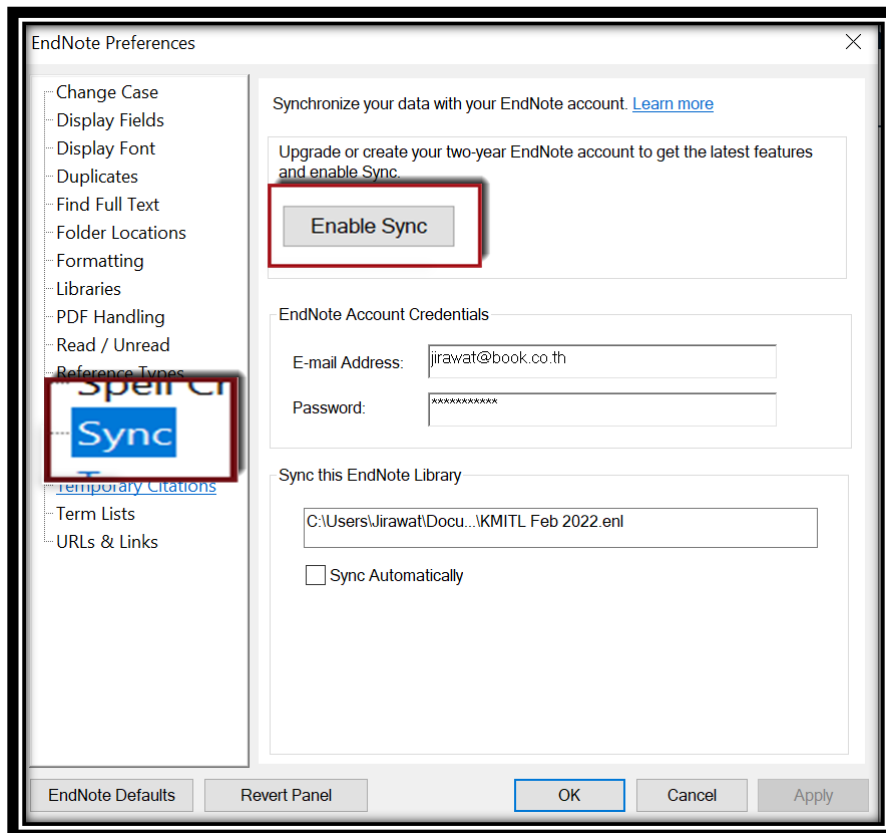 EndNote Preferences
Change Case
Display Fields
Display Font
Duplicates
Find Full Text
Folder Locations
Formatting
Libraries
PDF Handling
Read / Unread
Reference Types
Spell Ch
Sync
Temporary Citations
Term Lists
URLs & Links
Synchronize your data with your EndNote account. Learn more
Upgrade or create your two-year EndNote account to get the latest features
and enable Sync.
Enable Sync
EndNote Account Credentials
E-mail Address: jirawat@book.co.th
Password: ***********
Sync this EndNote Library
C:\Users\Jirawat\Docu...\KMITL Feb 2022.enl
Sync Automatically
EndNote Defaults
Revert Panel
OK
Cancel
Apply